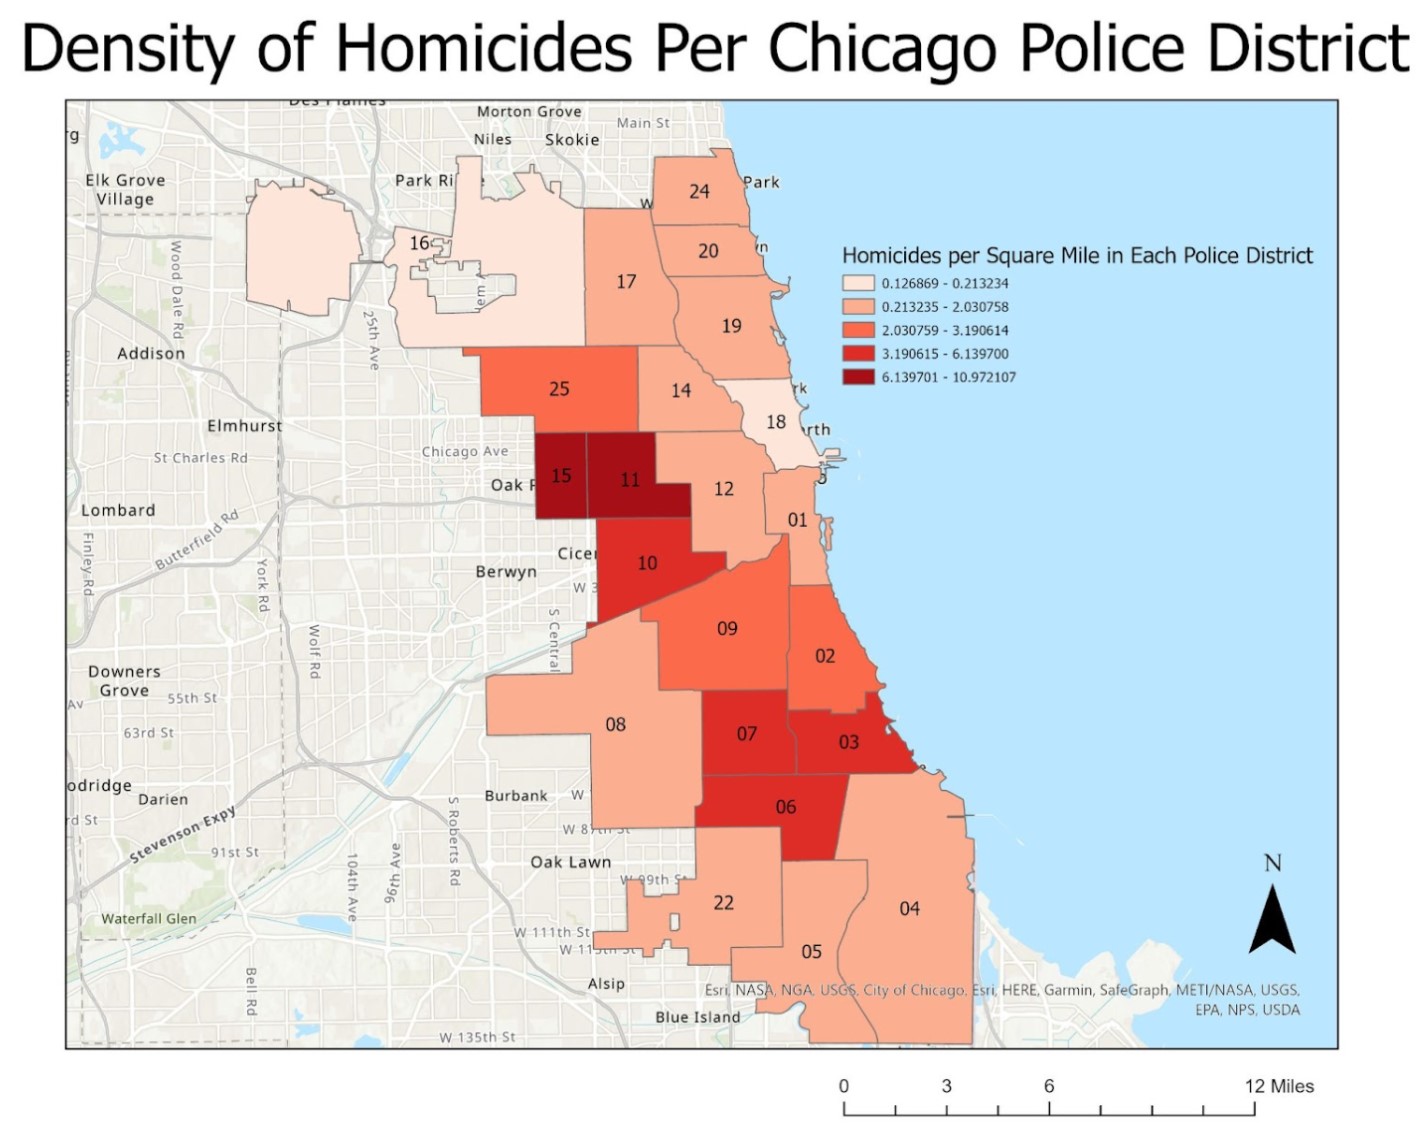 Density of Homicides Per Chicago Police District
Des Plaines
Morton Grove
Main St
rg
Niles
Skokie
Elk Grove
Village
Park Ri
e
24
Park
W
16
20
n
Wood Dale Rd
17
Homicides per Square Mile in Each Police District
0.126869 - 0.213234
0.213235 - 2.030758
2.030759 - 3.190614
3.190615 - 6.139700
6.139701 - 10.972107
25th Ave
19
Addison
25
14
rk
18
orth
Elmhurst
Chicago Ave
St Charles Rd
15
11
12
Oak P
Lombard
01
Butterfield Rd
Finley Rd
York Rd
Cicer
10
Berwyn
W 3
S Central
Wolf Rd
09
02
Downers
Grove
55th St
Av
08
07
03
63rd St
odridge
Darien
Burbank
W
06
rd St
Stevenson Expy
W 87th St
S Roberts Rd
91st St
Oak Lawn
104th Ave
96th Ave
W 99th St
N
22
04
Waterfall Glen
W 111th St
W 115th St
05
Bell Rd
Alsip
Esri, NASA, NGA, USGS, City of Chicago, Esri, HERE, Garmin, SafeGraph, METI/NASA, USGS,
EPA, NPS, USDA
Blue Island
W 135th St
0 3 6 12 Miles